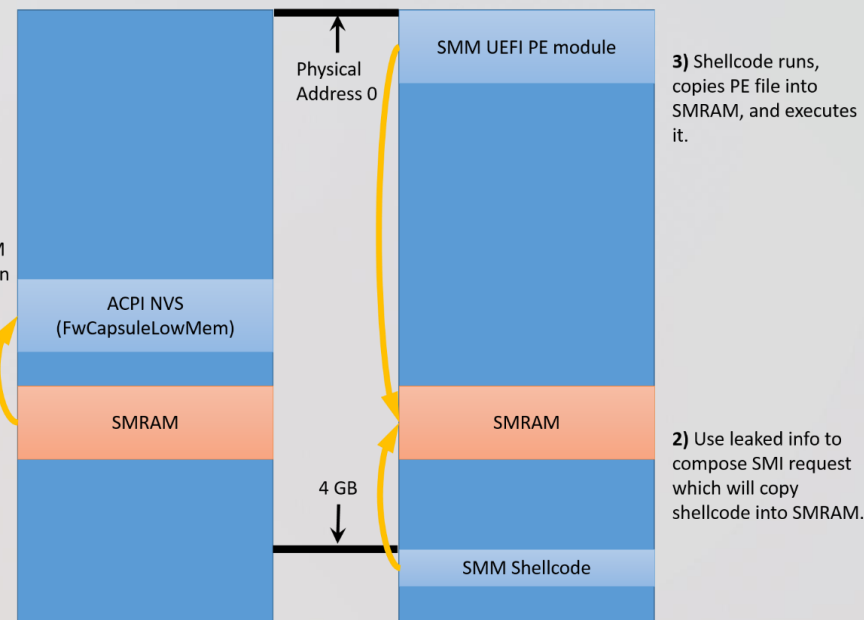 SMM UEFI PE module
3) Shellcode runs,
copies PE file into
SMRAM, and executes
it.
Physical
Address 0
ACPI NVS
(FwCapsuleLowMem)
SMRAM
SMRAM
2) Use leaked info to
compose SMI request
which will copy
shellcode into SMRAM.
4 GB
SMM Shellcode